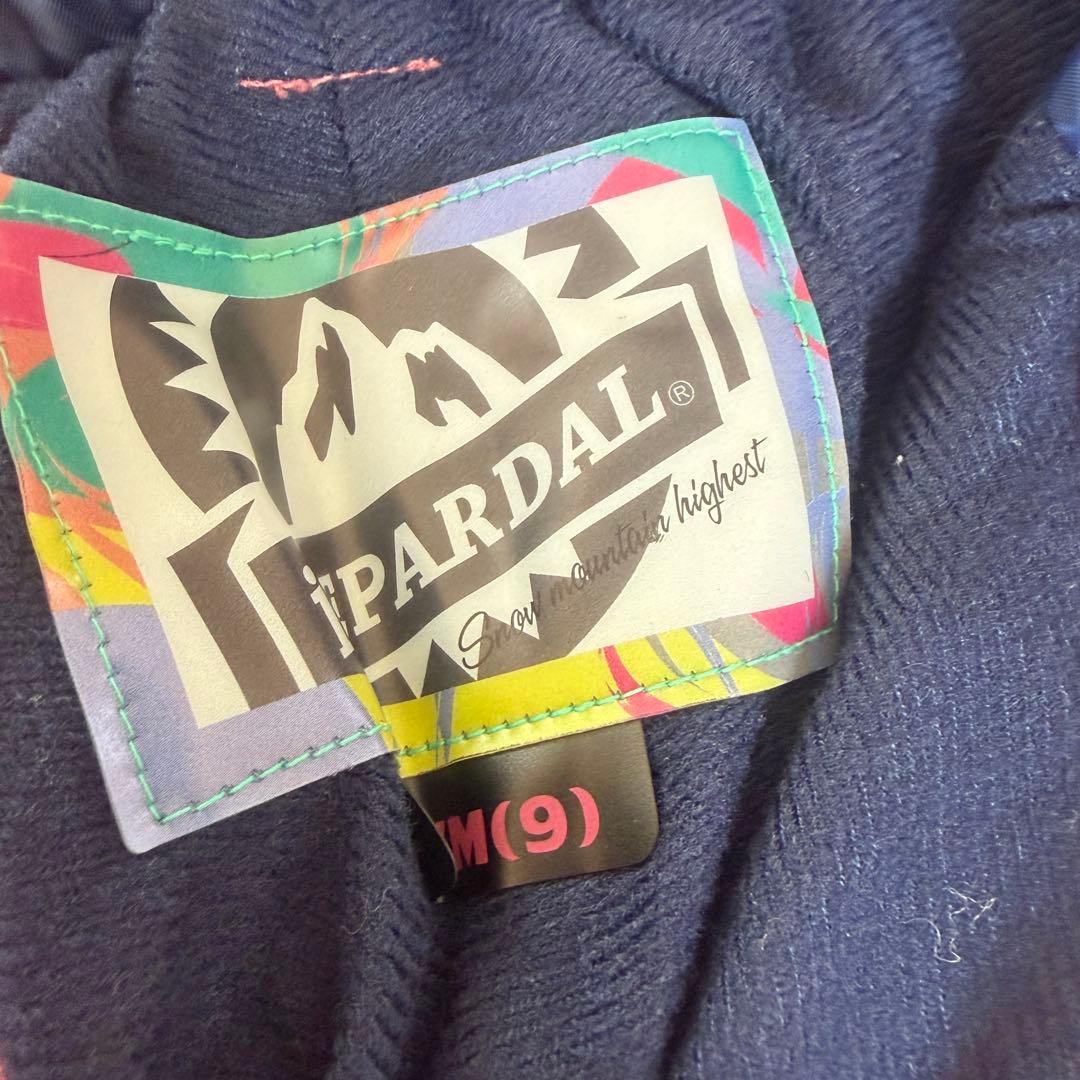 PARDAL®
Snow mountain highest
M(9)